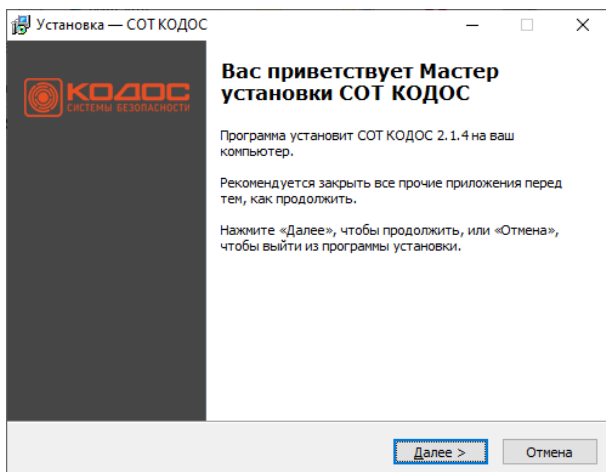 Установка — СОТ КОДОС
КОДОС
СИСТЕМЫ БЕЗОПАСНОСТИ
Вас приветствует Мастер
установки СОТ КОДОС
Программа установит СОТ КОДОС 2.1.4 на ваш
компьютер.
Рекомендуется закрыть все прочие приложения перед
тем, как продолжить.
Нажмите «Далее», чтобы продолжить, или «Отмена»,
чтобы выйти из программы установки.
Далее >
Отмена